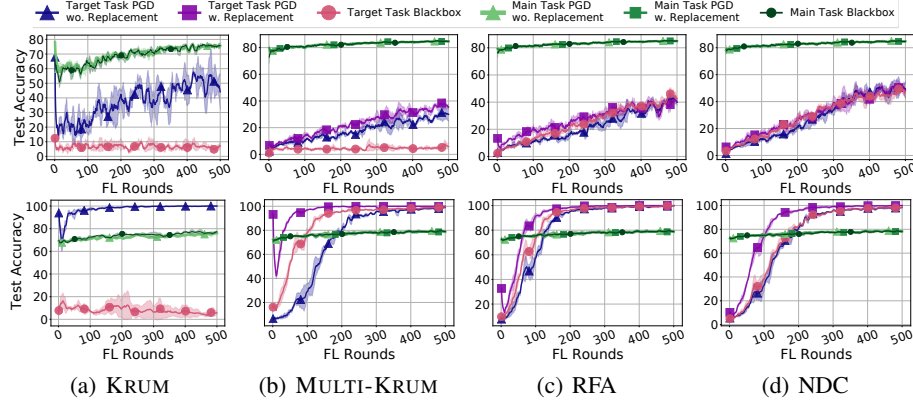 Target Task PGD wo. Replacement
Target Task PGD w. Replacement
Target Task Blackbox
Main Task PGD wo. Replacement
Main Task PGD w. Replacement
Main Task Blackbox
Test Accuracy
80
70
60
50
40
30
20
10
0
0 100 200 300 400 500
FL Rounds
80
60
40
20
0
0 100 200 300 400 500
FL Rounds
80
60
40
20
0
0 100 200 300 400 500
FL Rounds
80
60
40
20
0
0 100 200 300 400 500
FL Rounds
Test Accuracy
100
80
60
40
20
0
0 100 200 300 400 500
FL Rounds
100
80
60
40
20
0 100 200 300 400 500
FL Rounds
100
80
60
40
20
0 100 200 300 400 500
FL Rounds
100
80
60
40
20
0
0 100 200 300 400 500
FL Rounds
(a) KRUM
(b) MULTI-KRUM
(c) RFA
(d) NDC